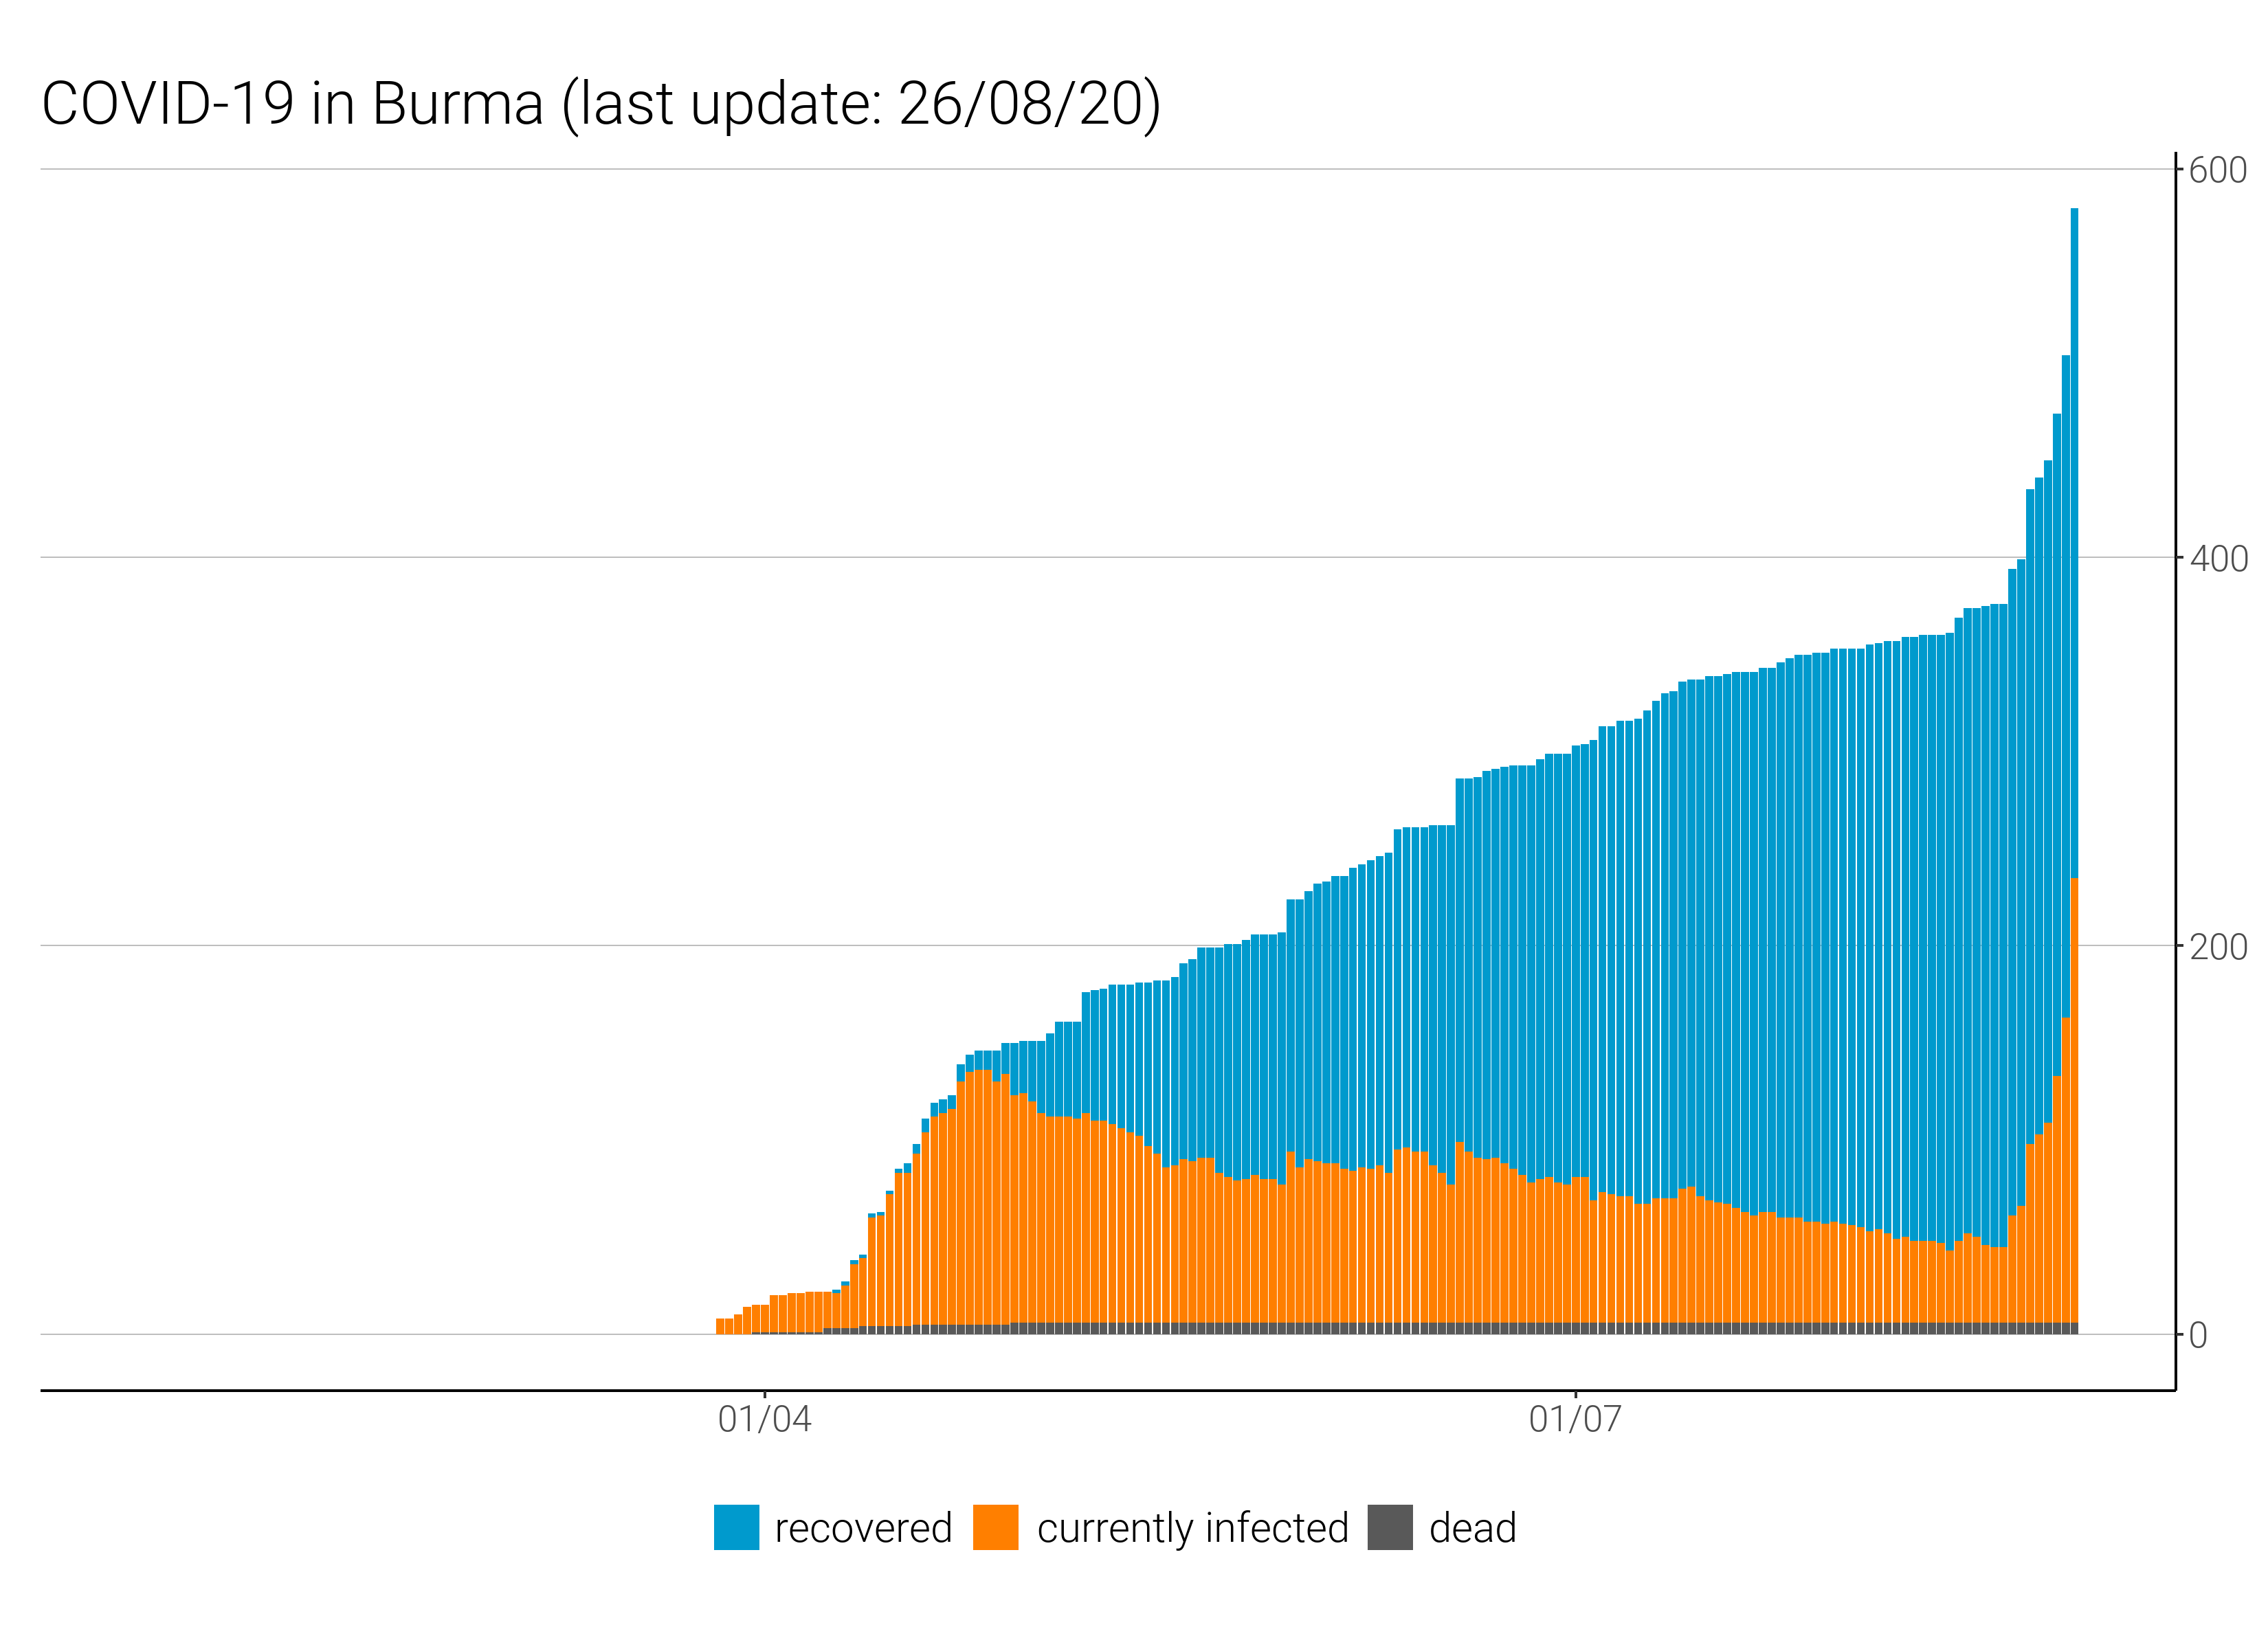 COVID-19 in Burma (last update: 26/08/20)
600
400
200
0
01/04 01/07
recovered currently infected dead